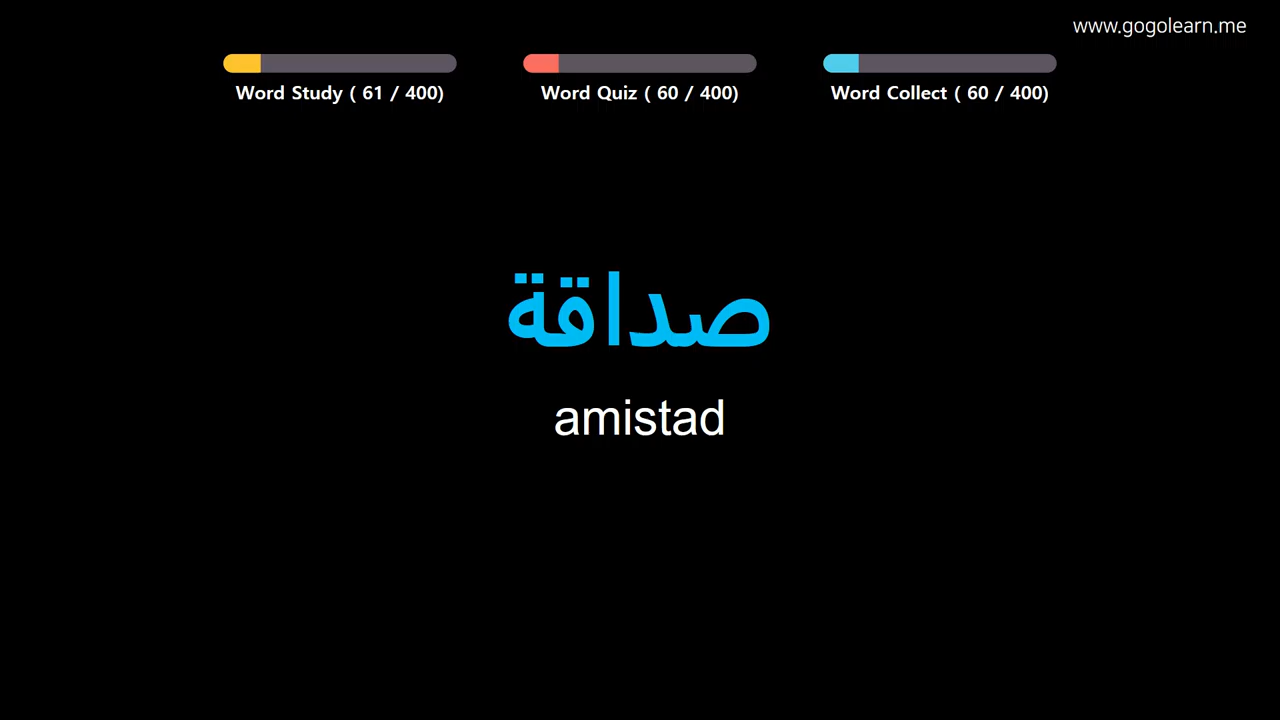 www.gogolearn.me
Word Study ( 61 / 400)
Word Quiz ( 60 / 400)
Word Collect ( 60 / 400)
صداقة
amistad